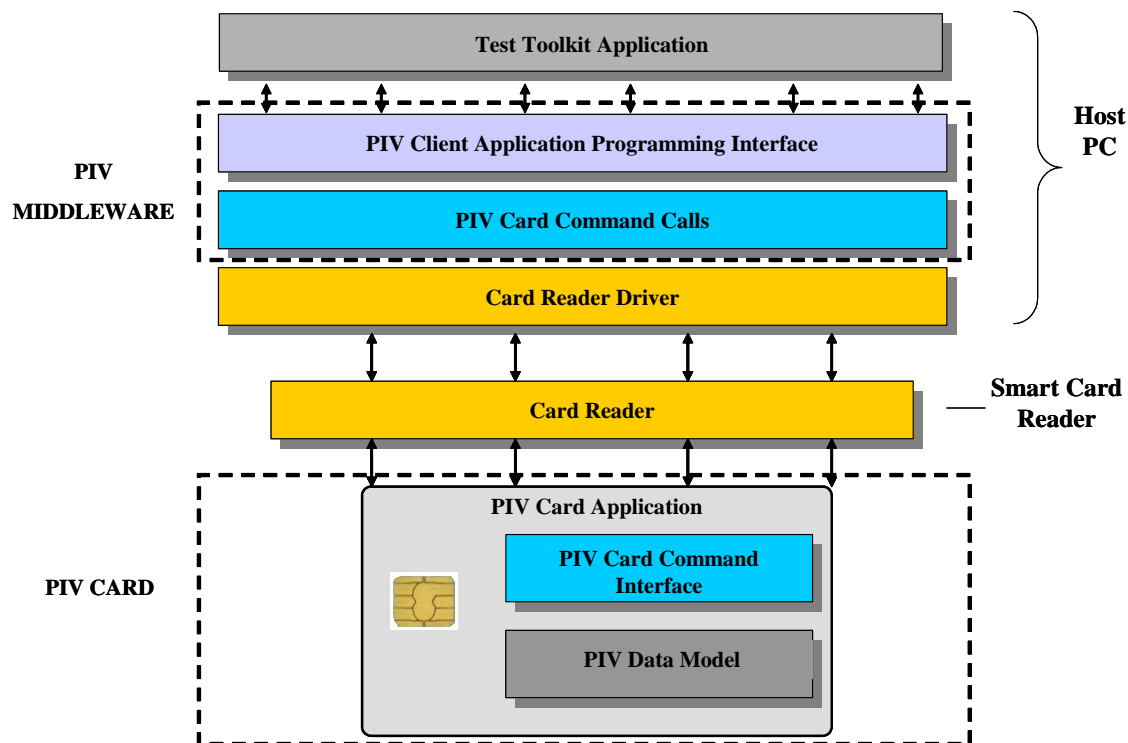 Test Toolkit Application
Host
PC
PIV Client Application Programming Interface
PIV
MIDDLEWARE
PIV Card Command Calls
Card Reader Driver
Card Reader
Smart Card
Reader
PIV Card Application
PIV Card Command
Interface
PIV CARD
PIV Data Model